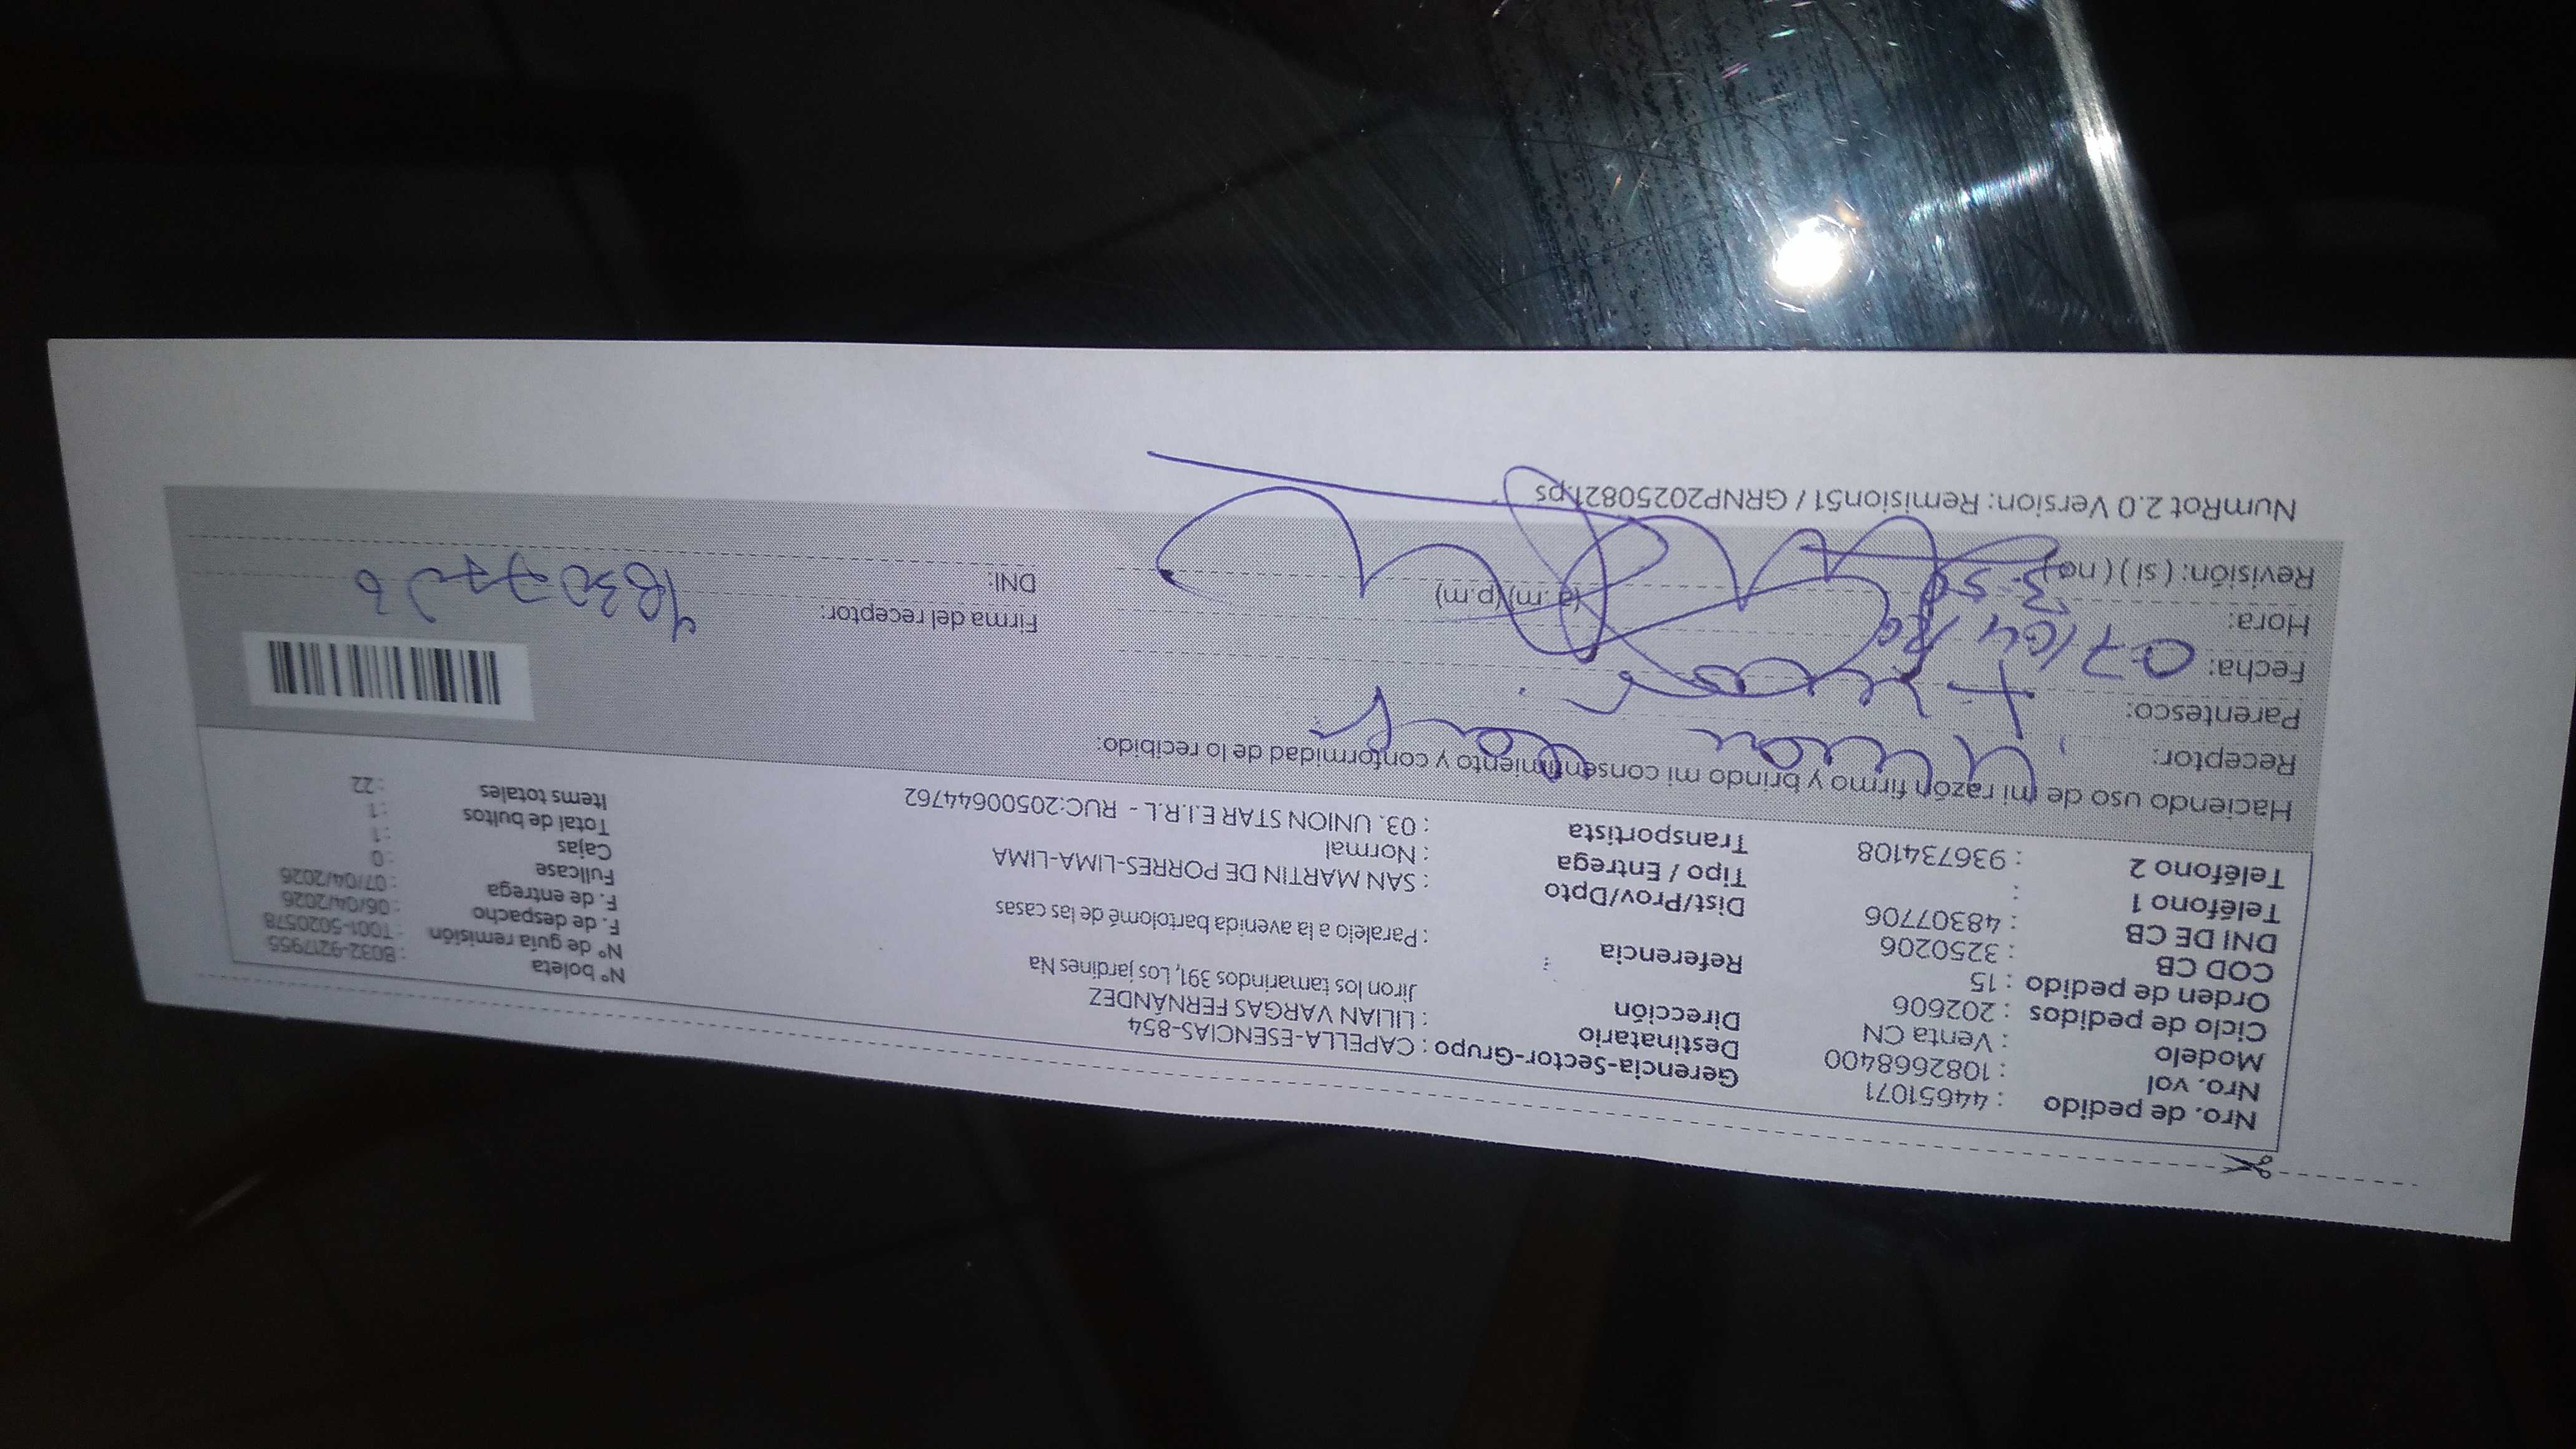 Nro. de pedido : 44651071
Nro. vol : 1082668400
Modelo : Venta CN
Ciclo de pedidos : 202606
Orden de pedido : 15
COD CB : 3250206
DNI DE CB : 48307706
Teléfono 1 :
Teléfono 2 : 936734108
Gerencia-Sector-Grupo : CAPELLA-ESENCIAS-854
Destinatario : LILIAN VARGAS FERNÁNDEZ
Dirección : Jiron los tamarindos 391, Los jardines Na
Referencia : Paralelo a la avenida bartolomé de las casas
Dist/Prov/Dpto : SAN MARTIN DE PORRES-LIMA-LIMA
Tipo / Entrega : Normal
Transportista : 03. UNION STAR E.I.R.L - RUC:20500644762
N° boleta : B032-9217955
N° de guía remisión : T001-5020578
F. de despacho : 06/04/2026
F. de entrega : 07/04/2026
Fullcase : 0
Cajas : 1
Total de bultos : 1
Items totales : 22
Haciendo uso de mi razón firmo y brindo mi consentimiento y conformidad de lo recibido:
Receptor:
Parentesco:
Fecha: 07/04/
Hora: (a.m) (p.m)
Revisión: ( si ) ( no )
Firma del receptor:
DNI: 48307706
NumRot 2.0 Version: Remision51 / GRNP20250821.ps